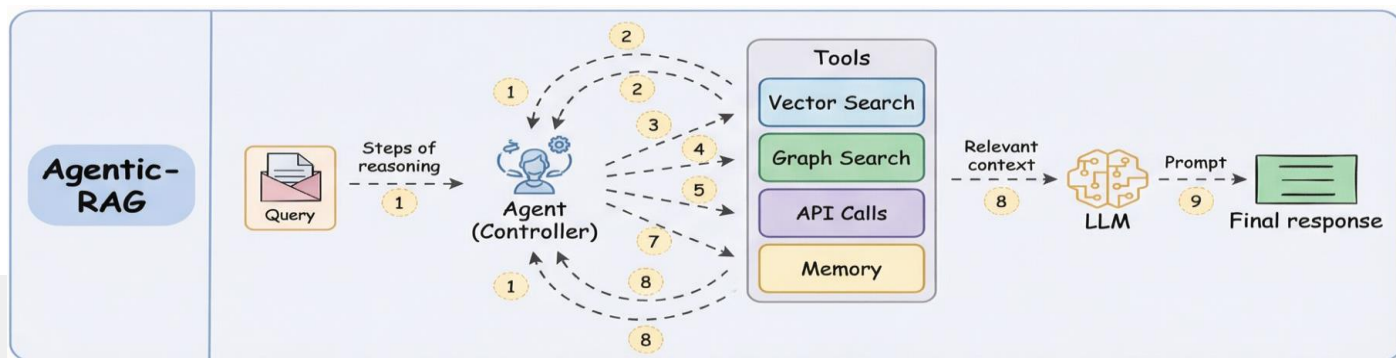 Agentic-
RAG
Query
Steps of
reasoning
1
1
Agent
(Controller)
1
2
2
3
4
5
7
8
8
Tools
Vector Search
Graph Search
API Calls
Memory
Relevant
context
8
LLM
Prompt
9
Final response